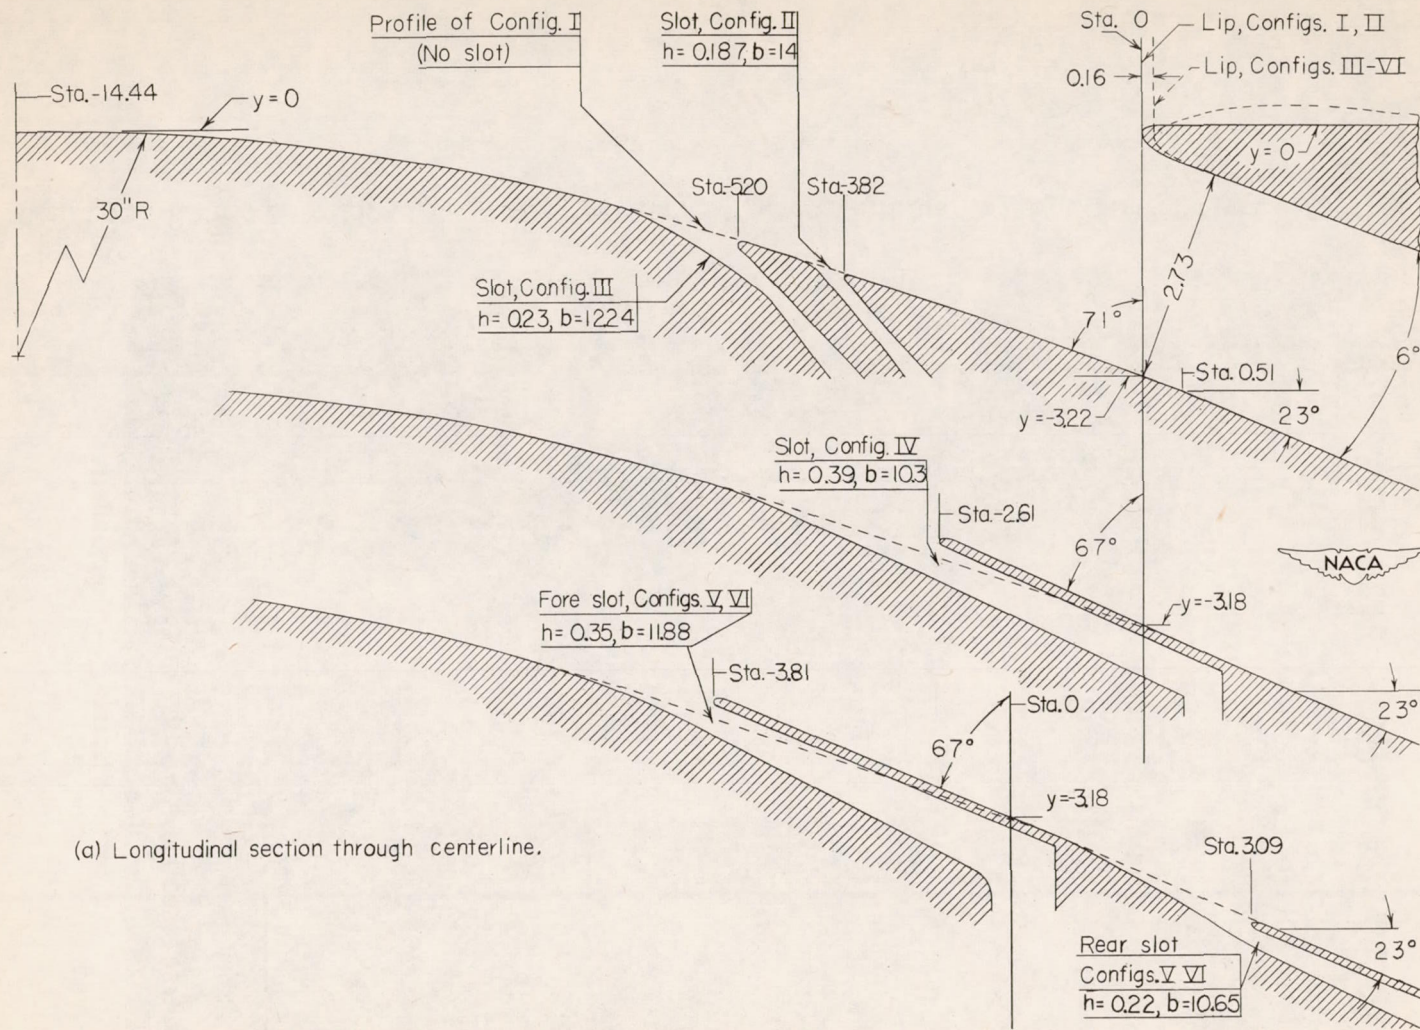 Profile of Config. I
(No slot)
Slot, Config. II
h= 0.187, b=14
Sta. 0
Lip, Configs. I, II
0.16
Lip, Configs. III-VI
Sta.-14.44
y=0
y=0
30"R
Sta.-5.20
Sta.-3.82
2.73
Slot, Config. III
h= 0.23, b=12.24
71°
6°
Sta. 0.51
y=-3.22
23°
Slot, Config. IV
h= 0.39, b=10.3
Sta.-2.61
67°
NACA
Fore slot, Configs. V, VI
h= 0.35, b=11.88
y=-3.18
Sta.-3.81
Sta. 0
23°
67°
y=-3.18
(a) Longitudinal section through centerline.
Sta. 3.09
23°
Rear slot
Configs. V VI
h= 0.22, b=10.65